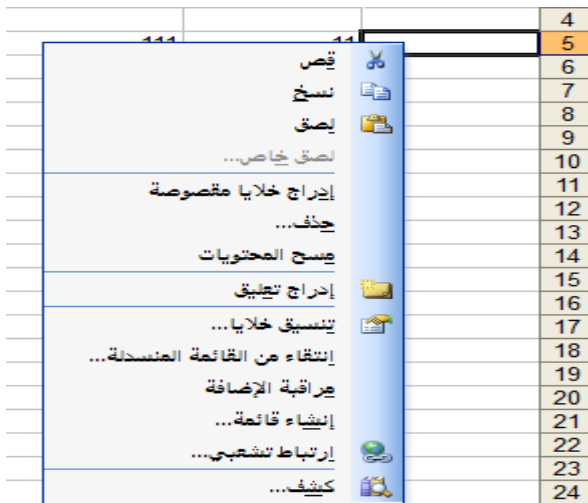 4
111 11 5
6
7
8
9
10
11
12
13
14
15
16
17
18
19
20
21
22
23
24
قص
نسخ
لصق
لصق خاص...
إدراج خلايا مقصوصة
حذف...
مسح المحتويات
إدراج تعليق
تنسيق خلايا...
إنتقاء من القائمة المنسدلة...
مراقبة الإضافة
إنشاء قائمة...
إرتباط تشعبي...
كشف...